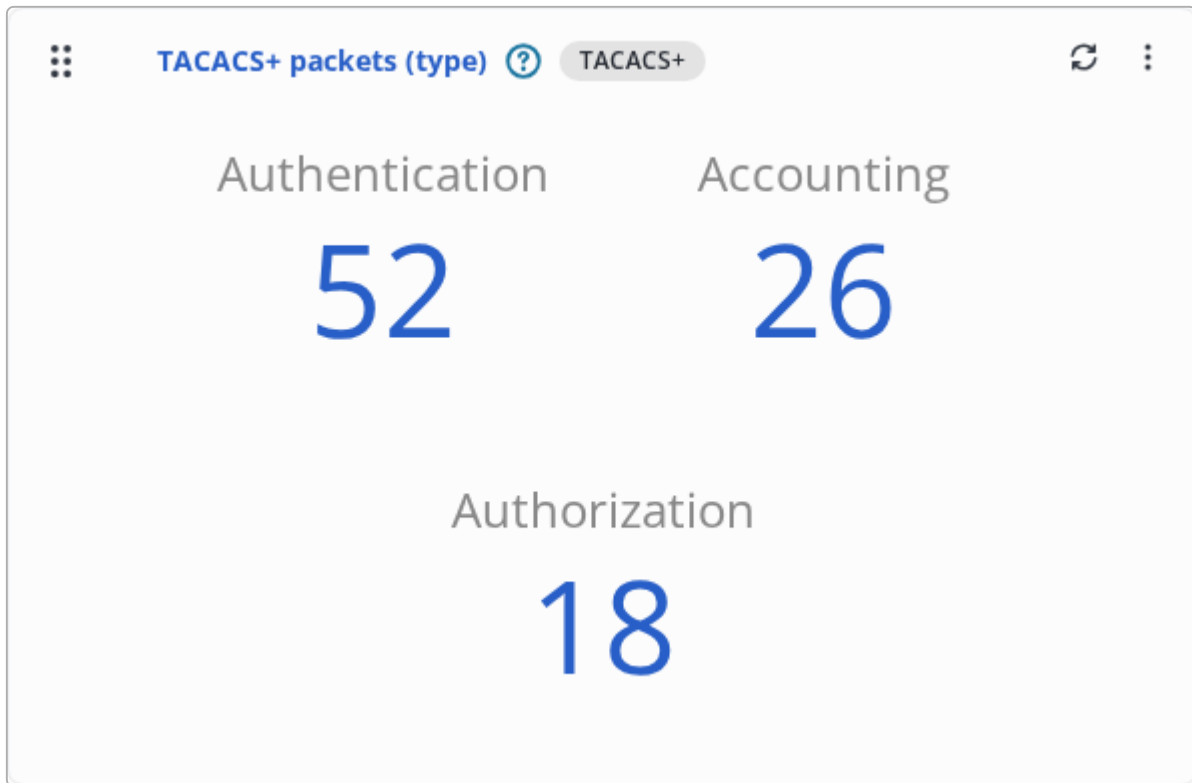 TACACS+ packets (type) ? TACACS+
Authentication Accounting
52 26
Authorization
18